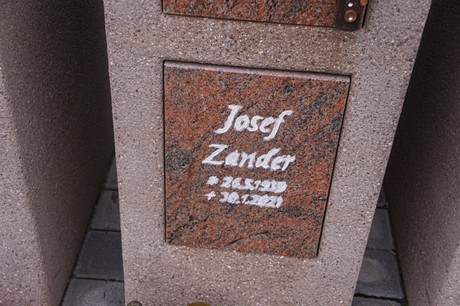 Josef
Zander
* 26.5.1939
+ 30.1.2021